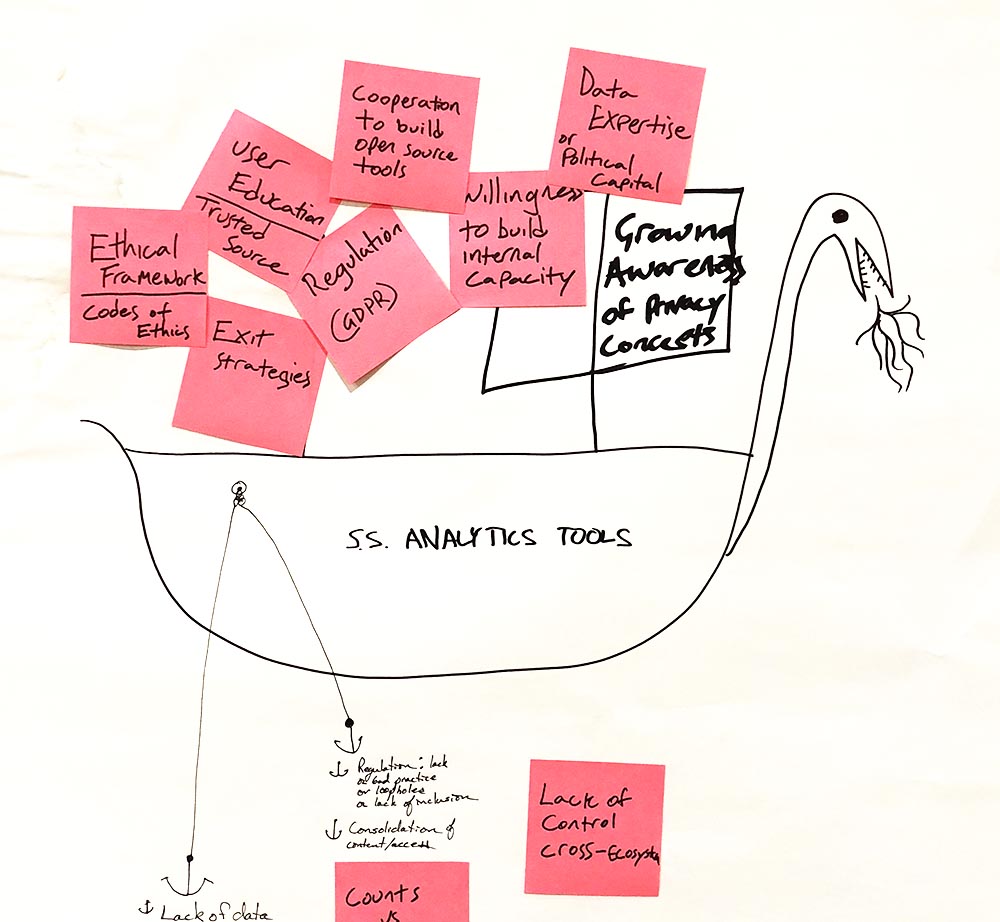 Cooperation
to build
open source
tools
Data
Expertise
or
Political
Capital
User
Education
Trusted
Source
Willingness
to build
internal
capacity
Growing
Awareness
of Privacy
Concepts
Ethical
Framework
Codes of
Ethics
Regulation
(GDPR)
Exit
strategies
S.S. ANALYTICS TOOLS
Regulation: lack
or bad practice
or loopholes
or lack of inclusion
Consolidation of
content/access
Lack of
Control
cross-Ecosystem
Counts
vs
Lack of data